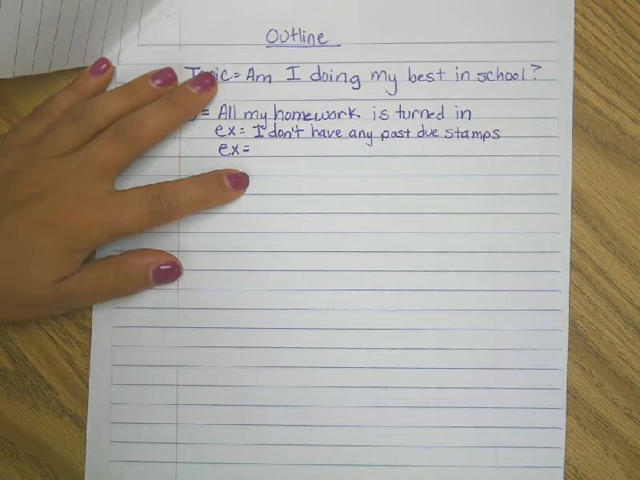 Outline
Topic = Am I doing my best in school?
= All my homework is turned in
ex = I don't have any past due stamps
ex =